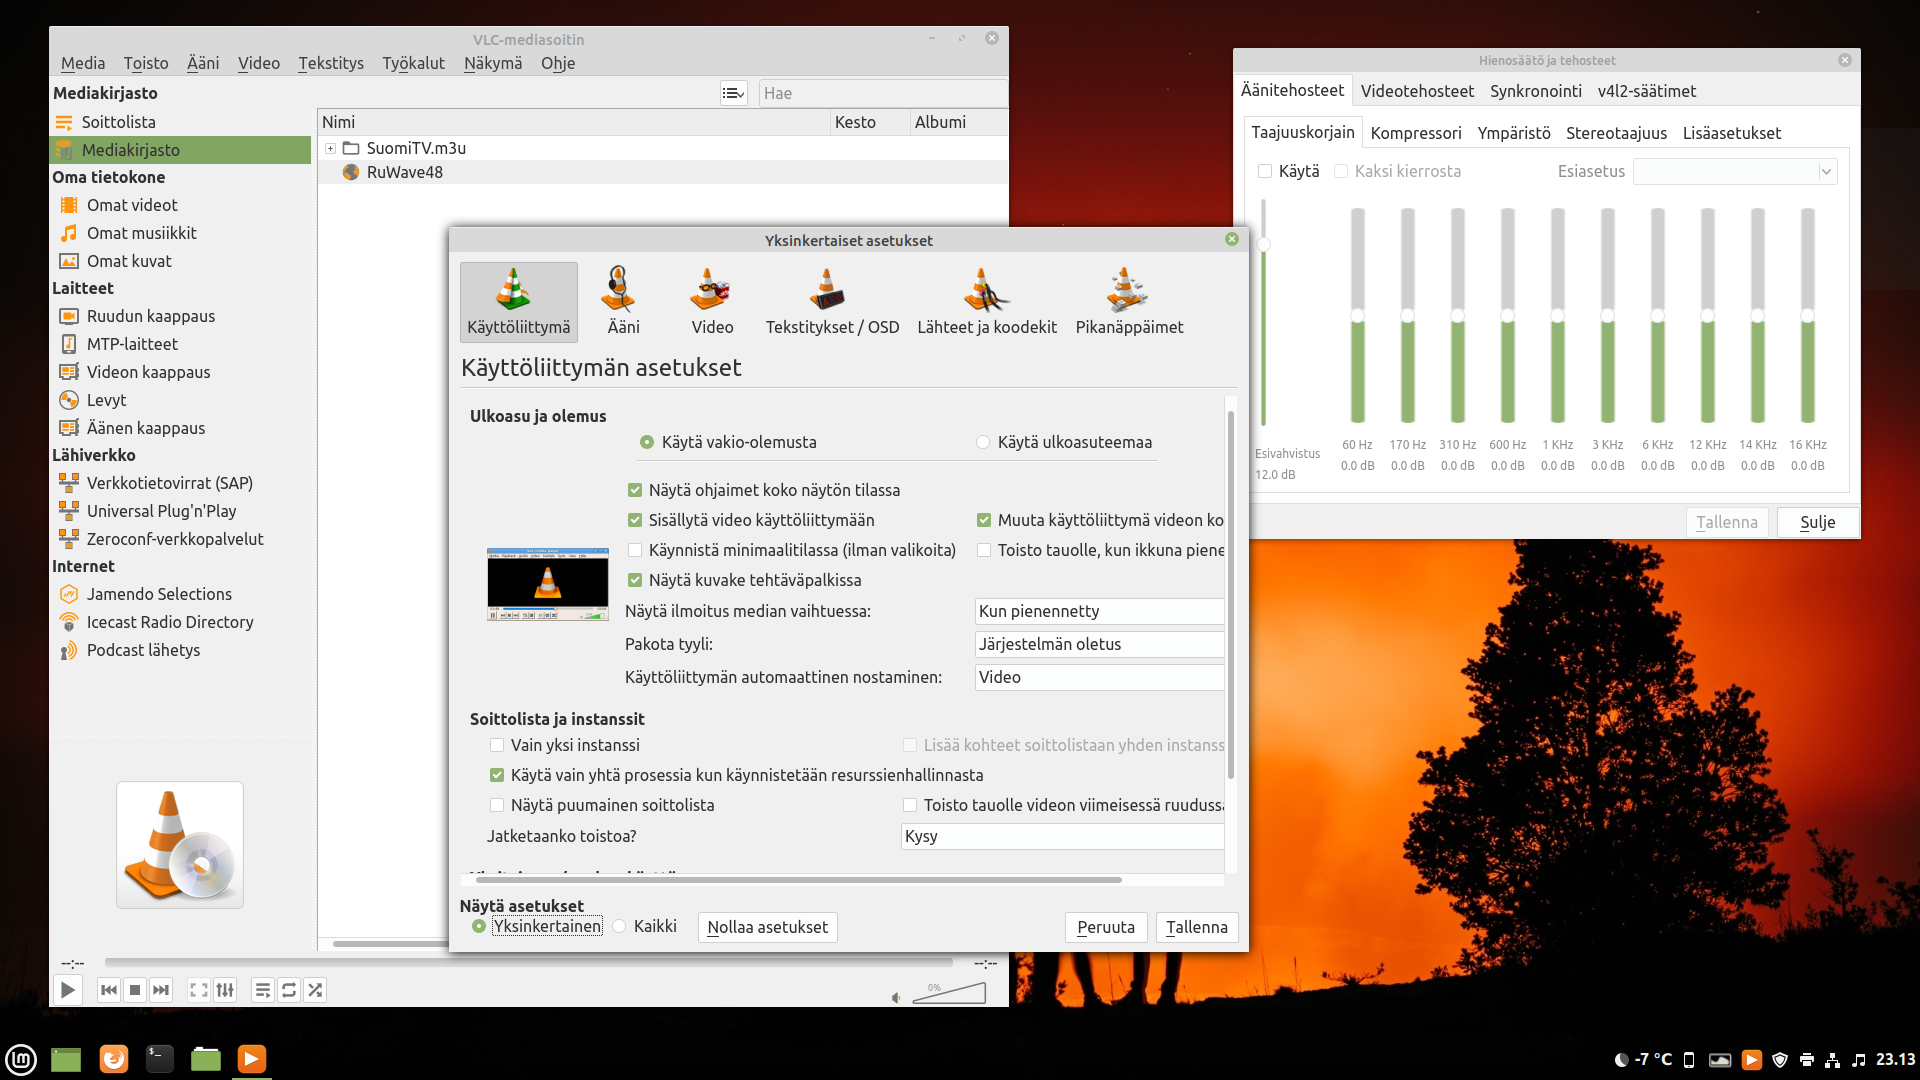 VLC-mediasoitin
Media Toisto Ääni Video Tekstitys Työkalut Näkymä Ohje
Mediakirjasto
Hae
Soittolista
Mediakirjasto
Oma tietokone
Omat videot
Omat musiikkit
Omat kuvat
Laitteet
Ruudun kaappaus
MTP-laitteet
Videon kaappaus
Levyt
Äänen kaappaus
Lähiverkko
Verkkotietovirrat (SAP)
Universal Plug'n'Play
Zeroconf-verkkopalvelut
Internet
Jamendo Selections
Icecast Radio Directory
Podcast lähetys
Nimi Kesto Albumi
SuomiTV.m3u
RuWave48
--:-- --:--
0%
Yksinkertaiset asetukset
Käyttöliittymä Ääni Video Tekstitykset / OSD Lähteet ja koodekit Pikanäppäimet
Käyttöliittymän asetukset
Ulkoasu ja olemus
Käytä vakio-olemusta Käytä ulkoasuteemaa
Näytä ohjaimet koko näytön tilassa
Sisällytä video käyttöliittymään Muuta käyttöliittymä videon ko
Käynnistä minimaalitilassa (ilman valikoita) Toisto tauolle, kun ikkuna piene
Näytä kuvake tehtäväpalkissa
Näytä ilmoitus median vaihtuessa: Kun pienennetty
Pakota tyyli: Järjestelmän oletus
Käyttöliittymän automaattinen nostaminen: Video
Soittolista ja instanssit
Vain yksi instanssi Lisää kohteet soittolistaan yhden instanss
Käytä vain yhtä prosessia kun käynnistetään resurssienhallinnasta
Näytä puumainen soittolista Toisto tauolle videon viimeisessä ruudussa
Jatketaanko toistoa? Kysy
Näytä asetukset
Yksinkertainen Kaikki Nollaa asetukset Peruuta Tallenna
Hienosäätö ja tehosteet
Äänitehosteet Videotehosteet Synkronointi v4l2-säätimet
Taajuuskorjain Kompressori Ympäristö Stereotaajuus Lisäasetukset
Käytä Kaksi kierrosta Esiasetus
60 Hz 170 Hz 310 Hz 600 Hz 1 KHz 3 KHz 6 KHz 12 KHz 14 KHz 16 KHz
Esivahvistus
0.0 dB 0.0 dB 0.0 dB 0.0 dB 0.0 dB 0.0 dB 0.0 dB 0.0 dB 0.0 dB 0.0 dB
12.0 dB
Tallenna Sulje
-7 °C 23.13